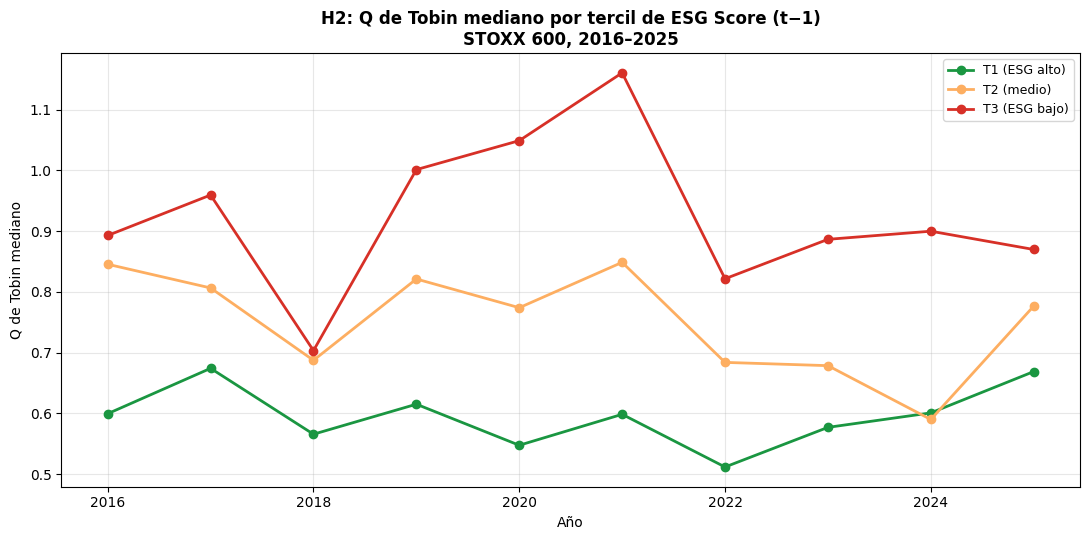 H2: Q de Tobin mediano por tercil de ESG Score (t−1)
STOXX 600, 2016–2025
T1 (ESG alto)
T2 (medio)
T3 (ESG bajo)
Q de Tobin mediano
1.1
1.0
0.9
0.8
0.7
0.6
0.5
2016
2018
2020
2022
2024
Año